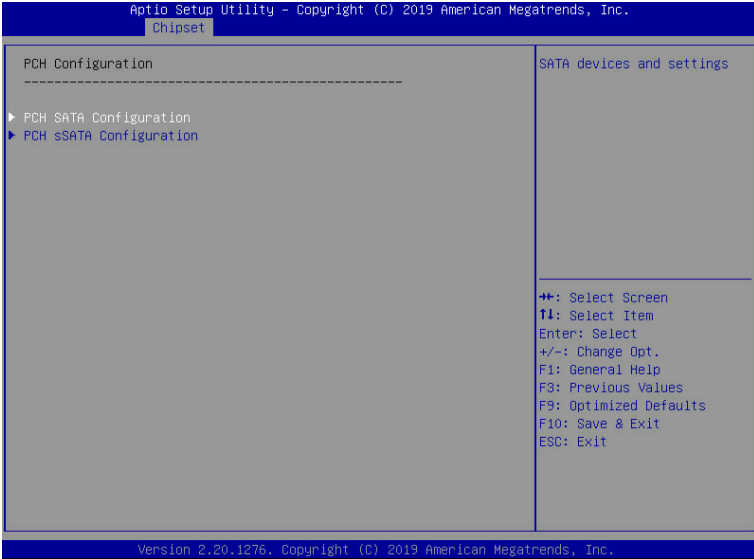 Aptio Setup Utility – Copyright (C) 2019 American Megatrends, Inc.
Chipset
PCH Configuration
--------------------------------------------------
▶ PCH SATA Configuration
▶ PCH sSATA Configuration
SATA devices and settings
→←: Select Screen
↑↓: Select Item
Enter: Select
+/-: Change Opt.
F1: General Help
F3: Previous Values
F9: Optimized Defaults
F10: Save & Exit
ESC: Exit
Version 2.20.1276. Copyright (C) 2019 American Megatrends, Inc.